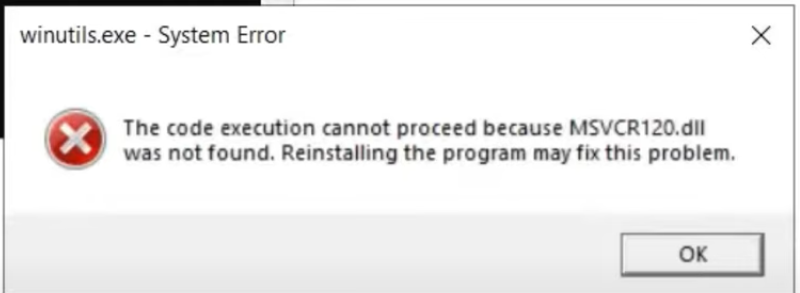 winutils.exe - System Error
The code execution cannot proceed because MSVCR120.dll
was not found. Reinstalling the program may fix this problem.
OK